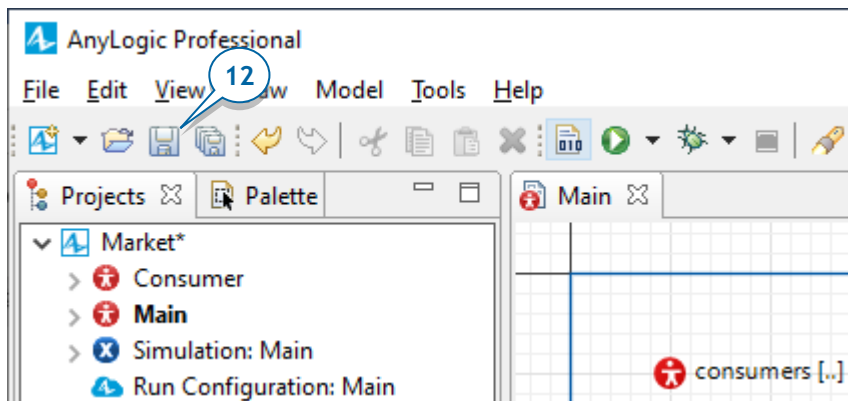 AnyLogic Professional
File Edit View Draw Model Tools Help
12
010
Projects Palette Main
Market*
Consumer
Main
Simulation: Main
Run Configuration: Main
consumers [..]